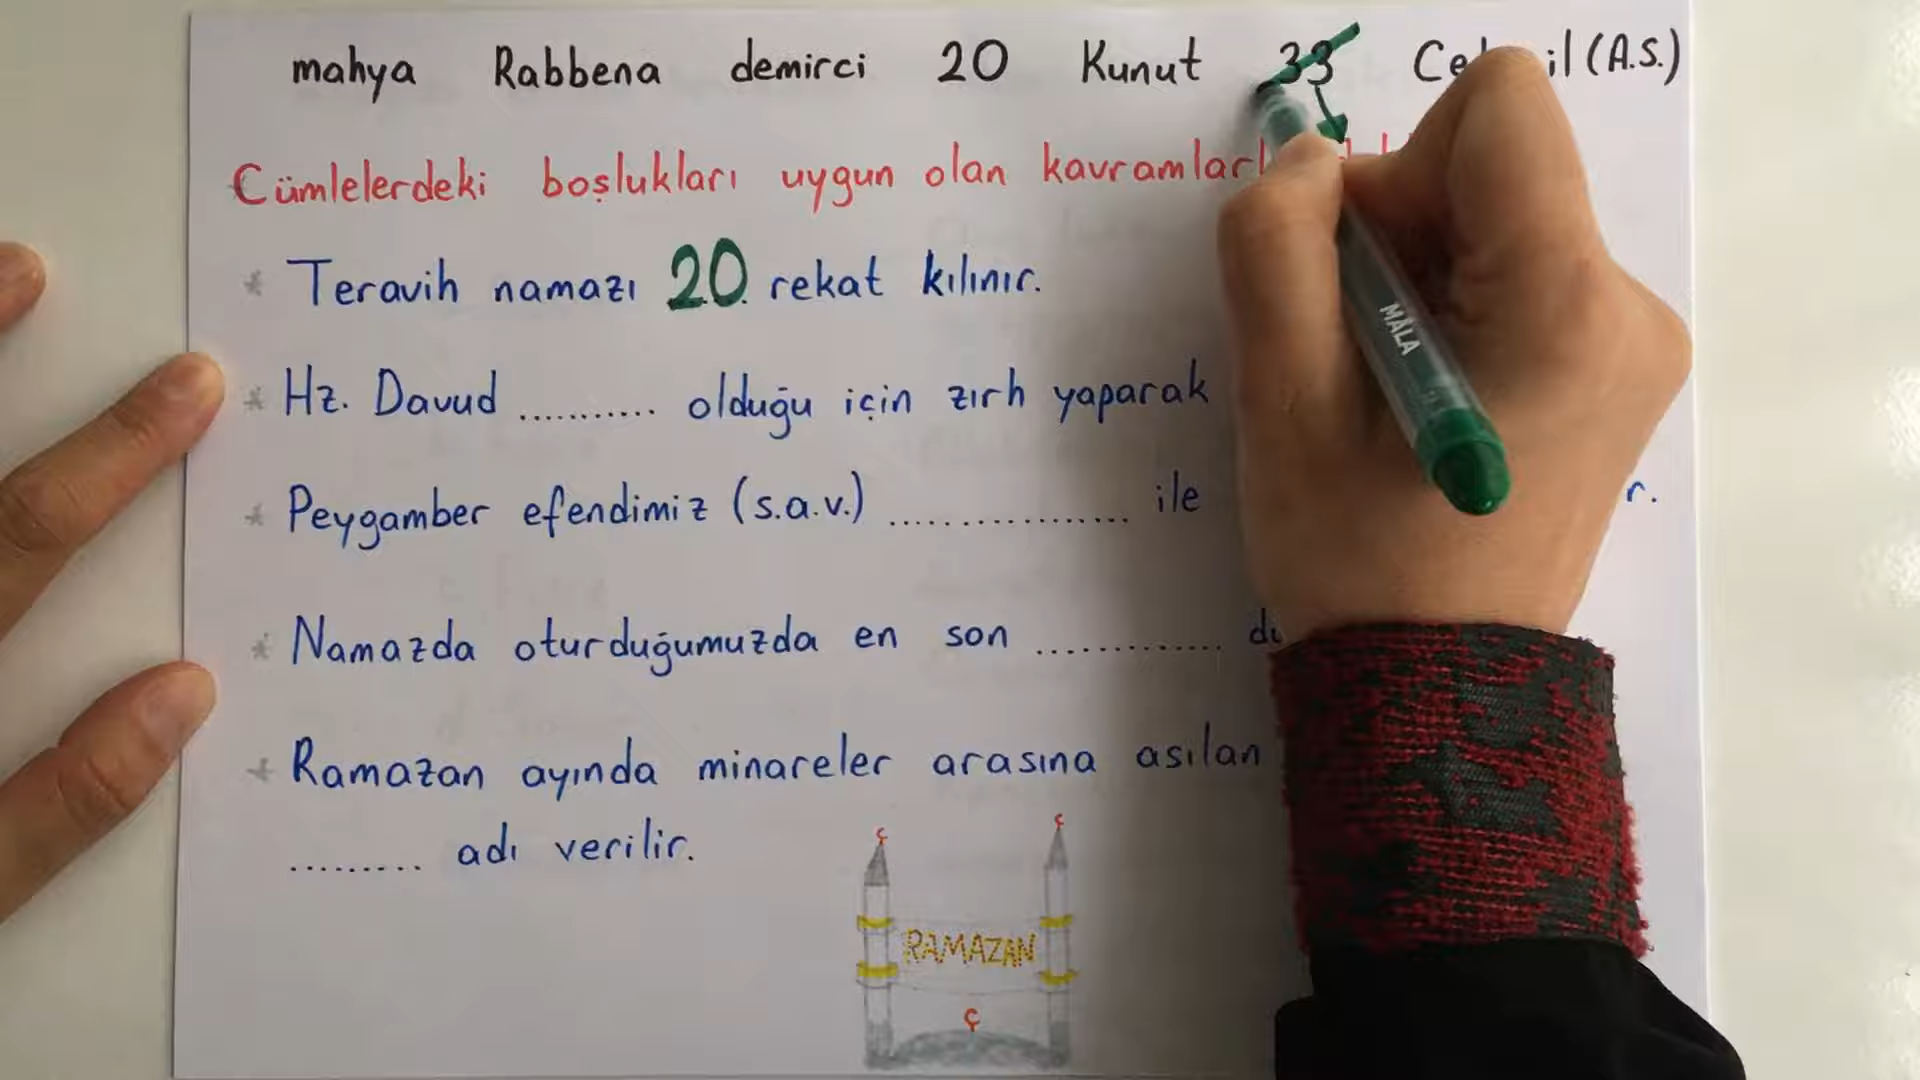 mahya Rabbena demirci 20 Kunut 33 (A.S.)
Cümlelerdeki boşlukları uygun olan
* Teravih namazı 20 rekat kılınır.
* Hz. Davud ........... olduğu için zırh yaparak
* Peygamber efendimiz (s.a.v.) ................. ile
* Namazda oturduğumuzda en son .............
* Ramazan ayında minareler arasına asılan
......... adı verilir.
RAMAZAN
MÅLA